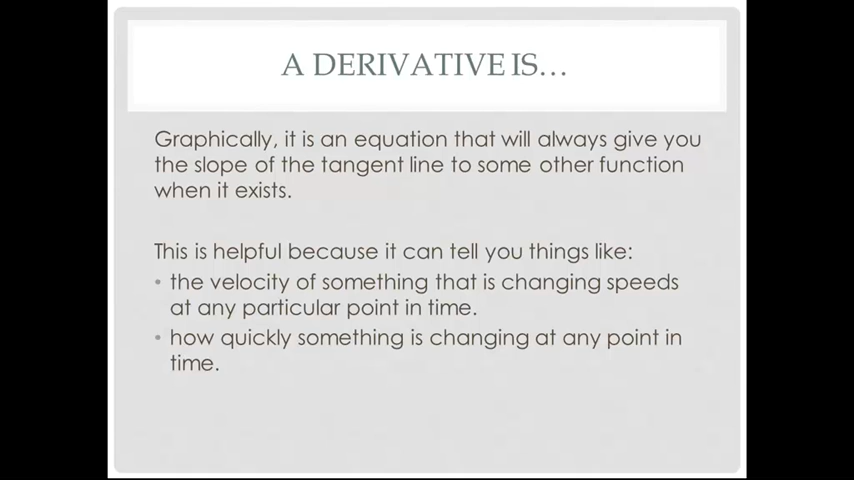 A DERIVATIVE IS…
Graphically, it is an equation that will always give you
the slope of the tangent line to some other function
when it exists.
This is helpful because it can tell you things like:
• the velocity of something that is changing speeds
at any particular point in time.
• how quickly something is changing at any point in
time.